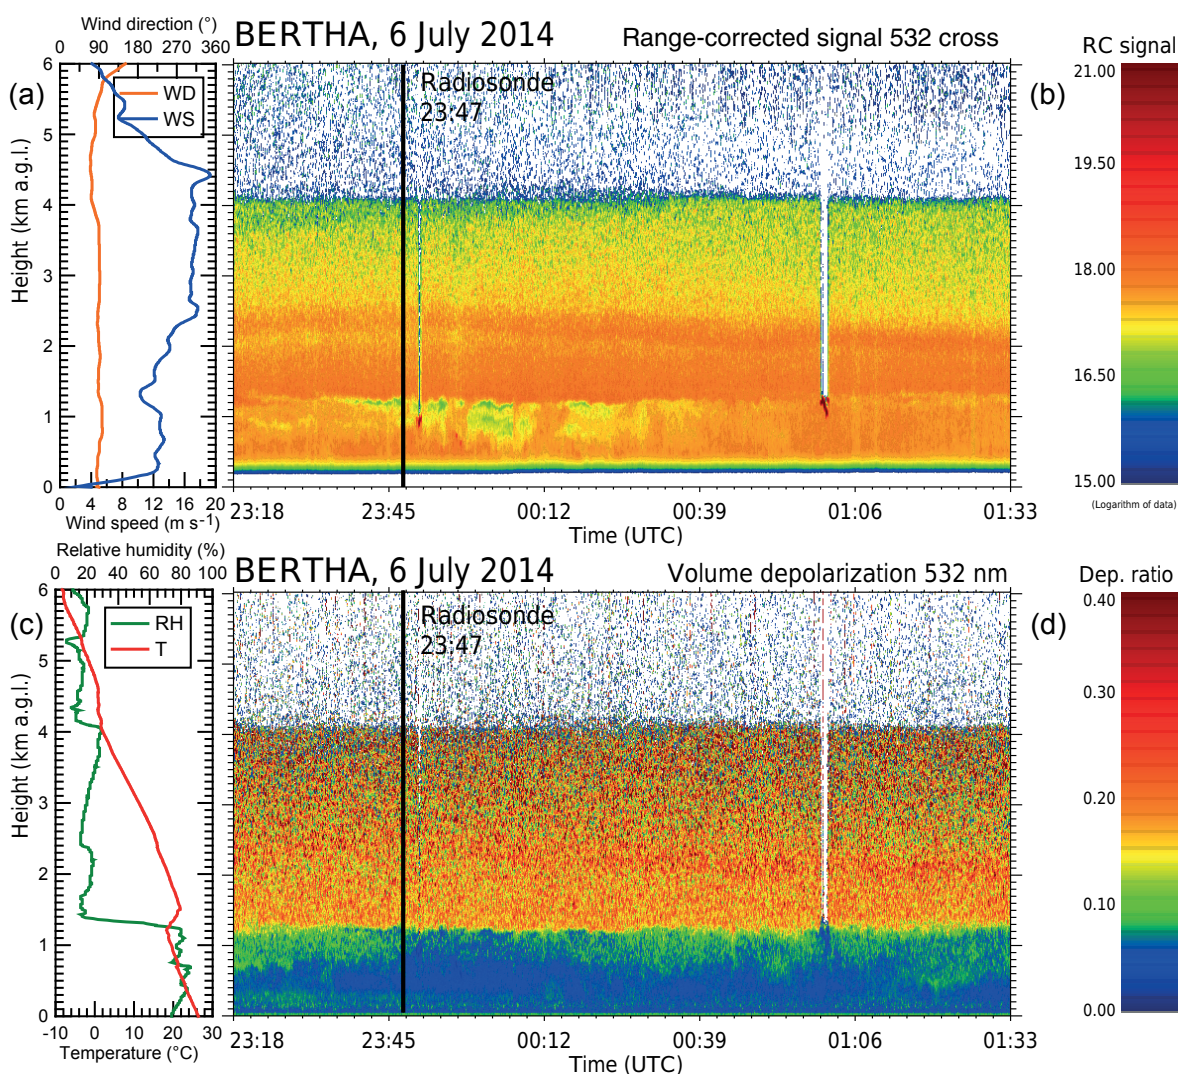 Wind direction (°)
0 90 180 270 360
BERTHA, 6 July 2014
Range-corrected signal 532 cross
RC signal
(a)
WD
WS
Radiosonde
23:47
(b)
Height (km a.g.l.)
6
5
4
3
2
1
0
0 4 8 12 16 20
Wind speed (m s-1)
23:18 23:45 00:12 00:39 01:06 01:33
Time (UTC)
21.00
19.50
18.00
16.50
15.00
(Logarithm of data)
Relative humidity (%)
0 20 40 60 80 100
BERTHA, 6 July 2014
Volume depolarization 532 nm
Dep. ratio
(c)
RH
T
Radiosonde
23:47
(d)
Height (km a.g.l.)
6
5
4
3
2
1
0
-10 0 10 20 30
Temperature (°C)
23:18 23:45 00:12 00:39 01:06 01:33
Time (UTC)
0.40
0.30
0.20
0.10
0.00